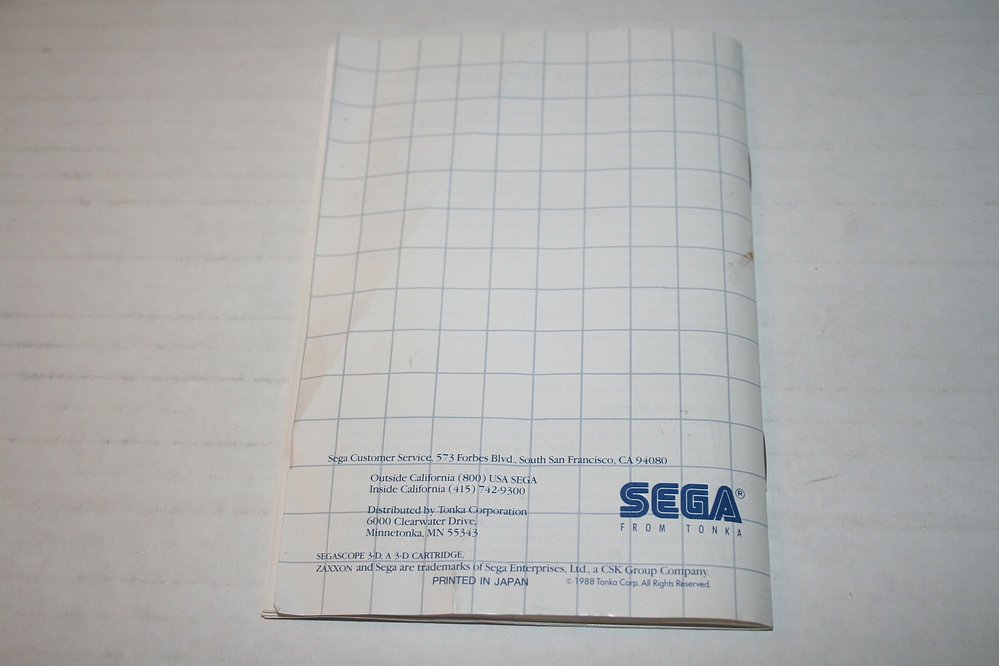 Sega Customer Service, 573 Forbes Blvd., South San Francisco, CA 94080
Outside California (800) USA SEGA
Inside California (415) 742-9300
Distributed by Tonka Corporation
6000 Clearwater Drive,
Minnetonka, MN 55343
SEGA®
FROM TONKA
SEGASCOPE 3-D, A 3-D CARTRIDGE,
ZAXXON and Sega are trademarks of Sega Enterprises, Ltd., a CSK Group Company.
PRINTED IN JAPAN © 1988 Tonka Corp. All Rights Reserved.